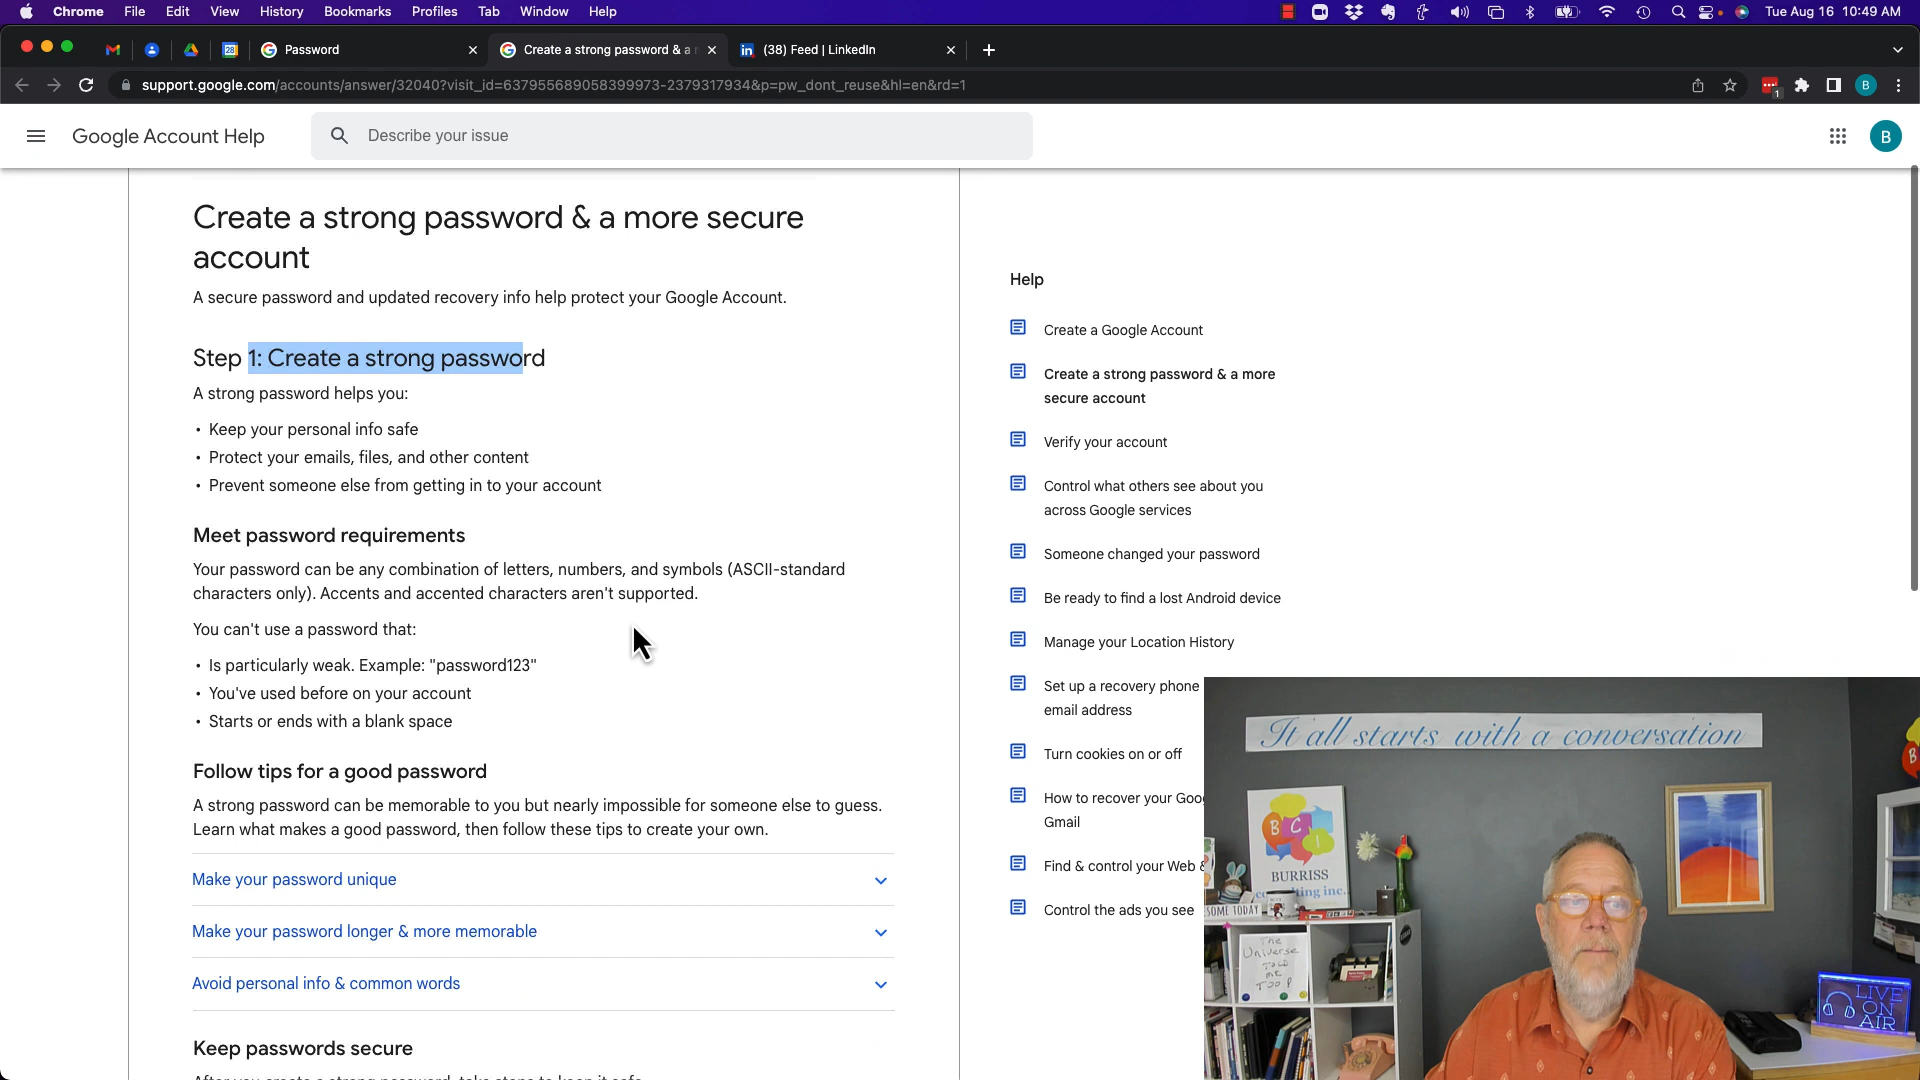 Chrome File Edit View History Bookmarks Profiles Tab Window Help Tue Aug 16 10:49 AM
28 Password Create a strong password & a (38) Feed | LinkedIn
support.google.com/accounts/answer/32040?visit_id=637955689058399973-2379317934&p=pw_dont_reuse&hl=en&rd=1 1 B
Google Account Help Describe your issue B
Create a strong password & a more secure
account
A secure password and updated recovery info help protect your Google Account.
Step 1: Create a strong password
A strong password helps you:
• Keep your personal info safe
• Protect your emails, files, and other content
• Prevent someone else from getting in to your account
Meet password requirements
Your password can be any combination of letters, numbers, and symbols (ASCII-standard
characters only). Accents and accented characters aren't supported.
You can't use a password that:
• Is particularly weak. Example: "password123"
• You've used before on your account
• Starts or ends with a blank space
Follow tips for a good password
A strong password can be memorable to you but nearly impossible for someone else to guess.
Learn what makes a good password, then follow these tips to create your own.
Make your password unique
Make your password longer & more memorable
Avoid personal info & common words
Keep passwords secure
Help
Create a Google Account
Create a strong password & a more
secure account
Verify your account
Control what others see about you
across Google services
Someone changed your password
Be ready to find a lost Android device
Manage your Location History
Set up a recovery phone
email address
Turn cookies on or off
How to recover your Goo
Gmail
Find & control your Web &
Control the ads you see
It all starts with a conversation
B C I
BURRISS
inc.
SOME TODAY
The
Universe
TOLD
ME
TOO!
LIVE
ON
AIR